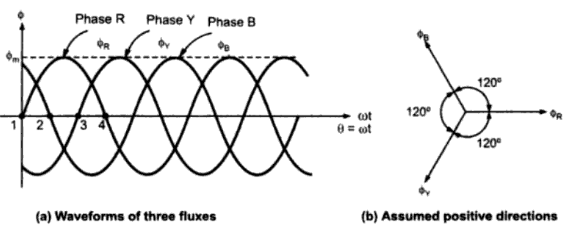 ϕ
Phase R
Phase Y
Phase B
ϕm
ϕR
ϕY
ϕB
1
2
3
4
ωt
θ = ωt
(a) Waveforms of three fluxes
ϕB
120°
120°
120°
ϕR
ϕY
(b) Assumed positive directions